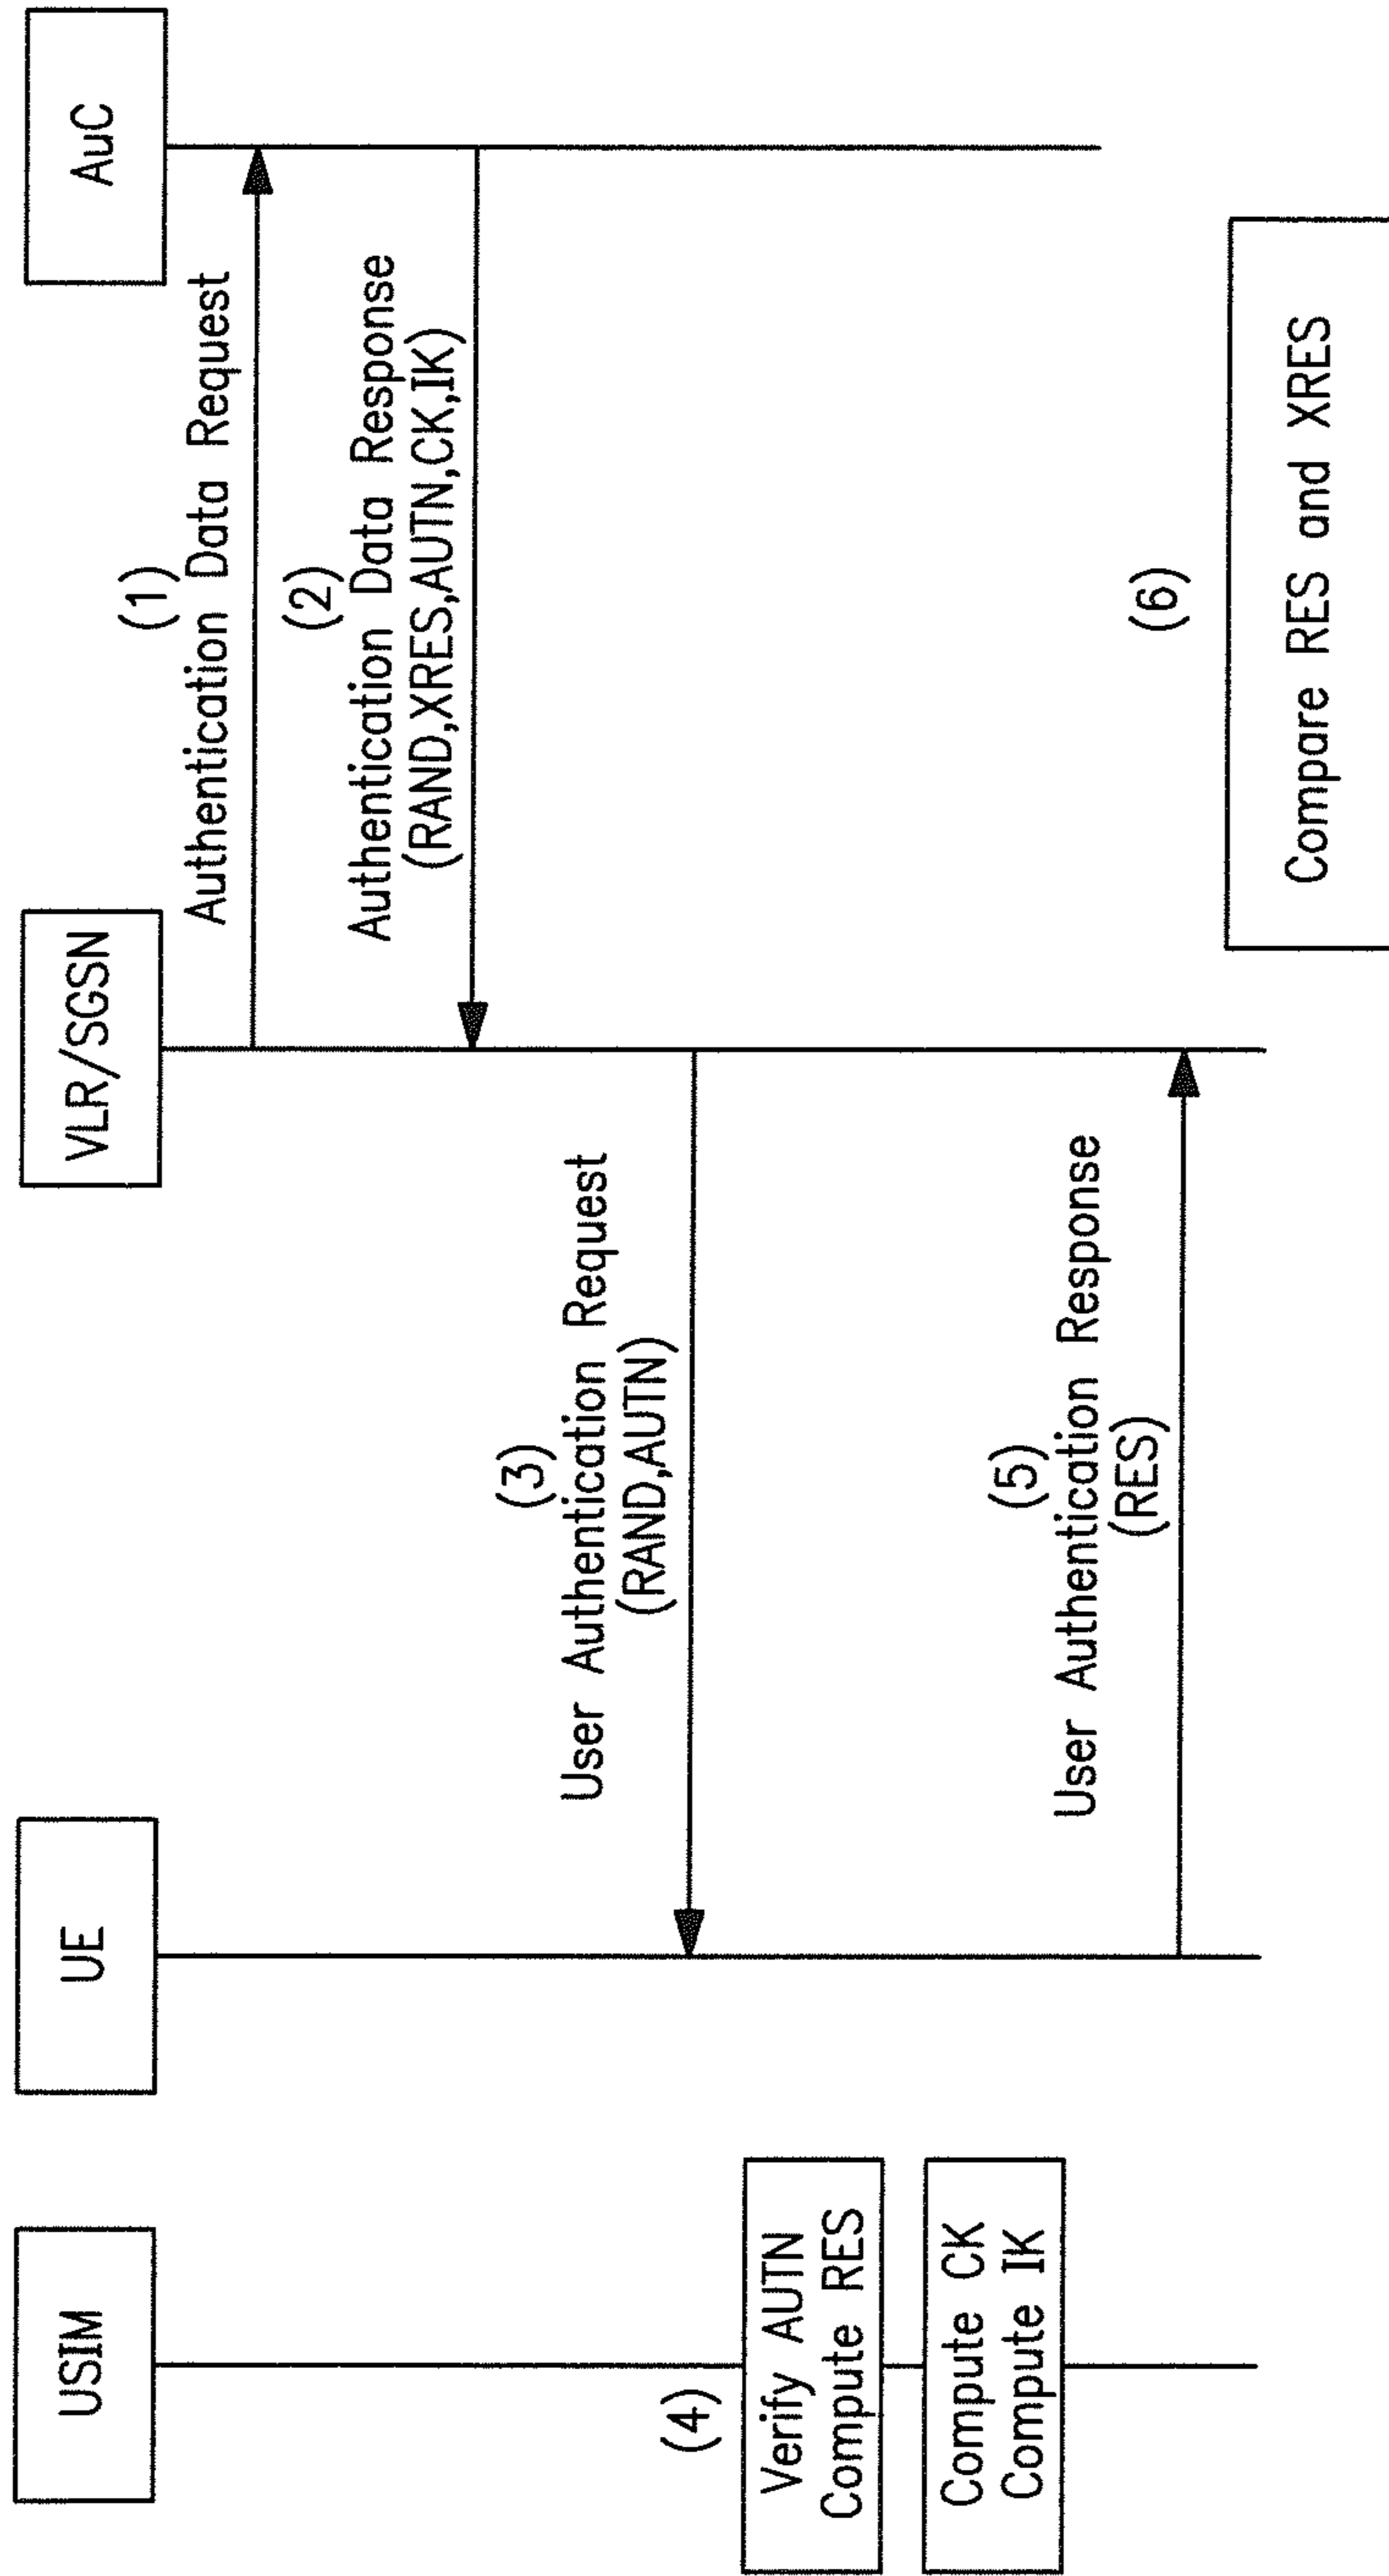 USIM
UE
VLR/SGSN
AuC
(1)
Authentication Data Request
(2)
Authentication Data Response
(RAND,XRES,AUTN,CK,IK)
(3)
User Authentication Request
(RAND,AUTN)
(4)
Verify AUTN
Compute RES
Compute CK
Compute IK
(5)
User Authentication Response
(RES)
(6)
Compare RES and XRES